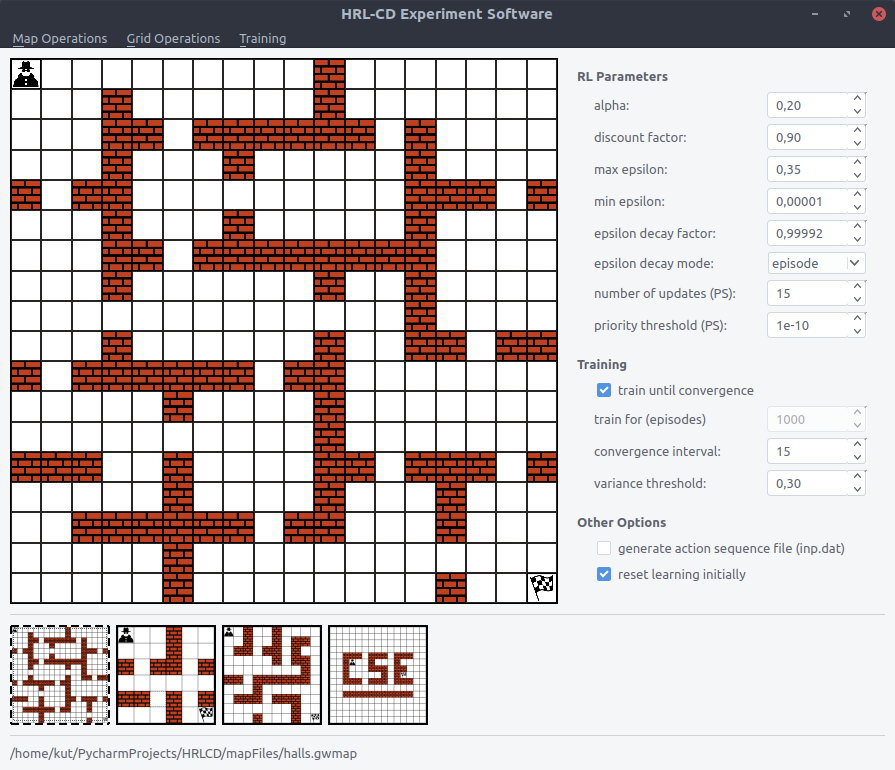 HRL-CD Experiment Software
Map Operations Grid Operations Training
RL Parameters
alpha: 0,20
discount factor: 0,90
max epsilon: 0,35
min epsilon: 0,00001
epsilon decay factor: 0,99992
epsilon decay mode: episode
number of updates (PS): 15
priority threshold (PS): 1e-10
Training
train until convergence
train for (episodes) 1000
convergence interval: 15
variance threshold: 0,30
Other Options
generate action sequence file (inp.dat)
reset learning initially
CSE
/home/kut/PycharmProjects/HRLCD/mapFiles/halls.gwmap